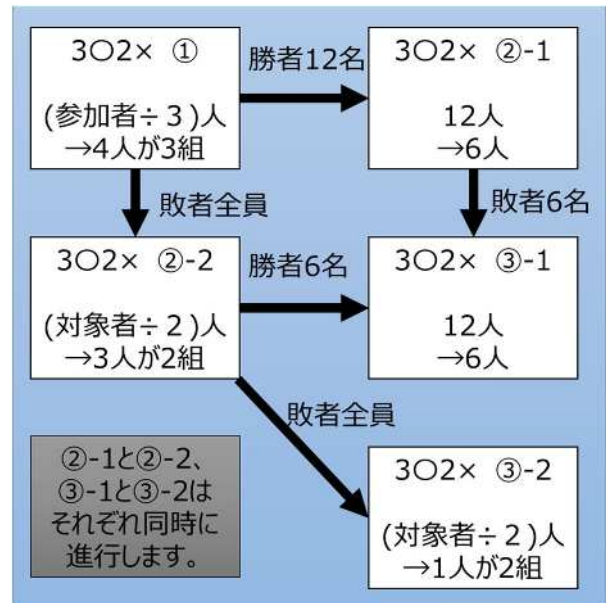 3○2× ①
(参加者÷3)人
→4人が3組
勝者12名
3○2× ②-1
12人
→6人
敗者全員
敗者6名
3○2× ②-2
(対象者÷2)人
→3人が2組
勝者6名
3○2× ③-1
12人
→6人
敗者全員
②-1と②-2、
③-1と③-2は
それぞれ同時に
進行します。
3○2× ③-2
(対象者÷2)人
→1人が2組